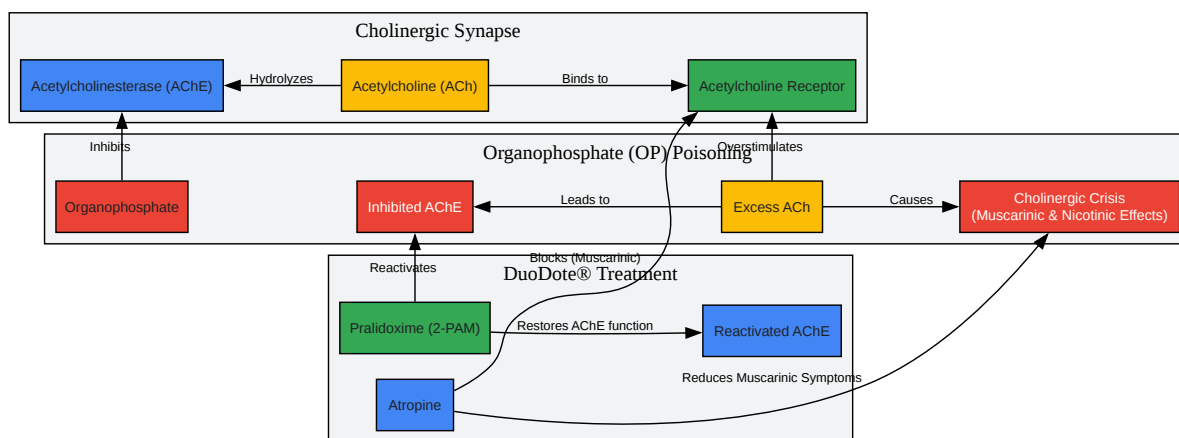 Cholinergic Synapse
Acetylcholinesterase (AChE)
Hydrolyzes
Acetylcholine (ACh)
Binds to
Acetylcholine Receptor
Inhibits
Overstimulates
Organophosphate (OP) Poisoning
Organophosphate
Inhibited AChE
Leads to
Excess ACh
Causes
Cholinergic Crisis
(Muscarinic & Nicotinic Effects)
Blocks (Muscarinic)
Reactivates
DuoDote® Treatment
Pralidoxime (2-PAM)
Restores AChE function
Reactivated AChE
Reduces Muscarinic Symptoms
Atropine